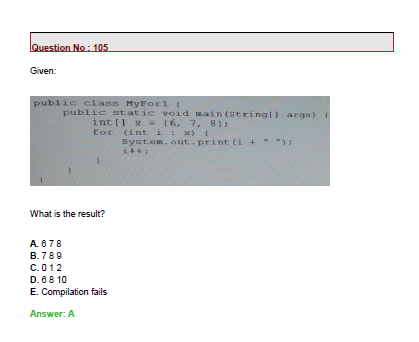 Question No : 105
Given:
public class MyFor1 {
public static void main(String[] args) {
int[] x = {6, 7, 8};
for (int i : x) {
System.out.print(i + " ");
i++;
}
}
}
What is the result?
A. 6 7 8
B. 7 8 9
C. 0 1 2
D. 6 8 10
E. Compilation fails
Answer: A